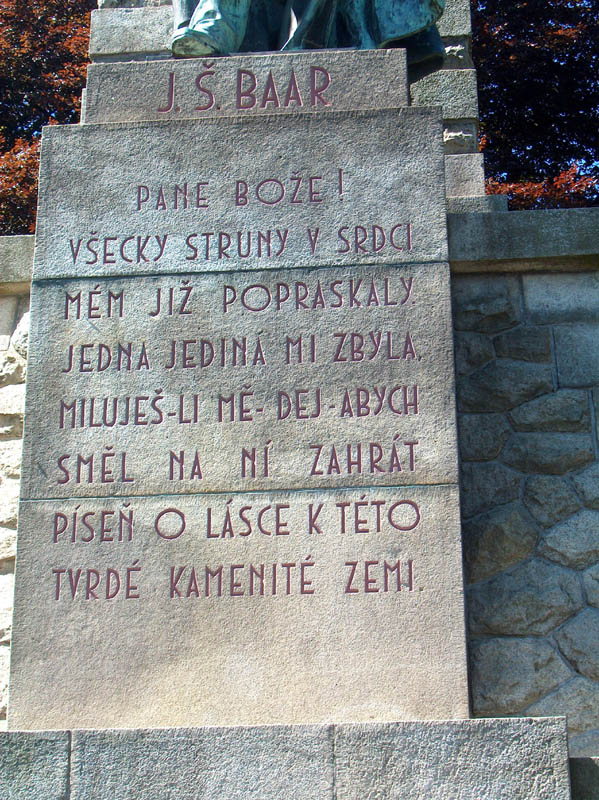 J. Š. BAAR
PANE BOŽE!
VŠECKY STRUNY V SRDCI
MÉM JIŽ POPRASKALY.
JEDNA JEDINÁ MI ZBYLA,
MILUJEŠ-LI MĚ- DEJ-ABYCH
SMĚL NA NÍ ZAHRÁT
PÍSEŇ O LÁSCE K TÉTO
TVRDÉ KAMENITÉ ZEMI.